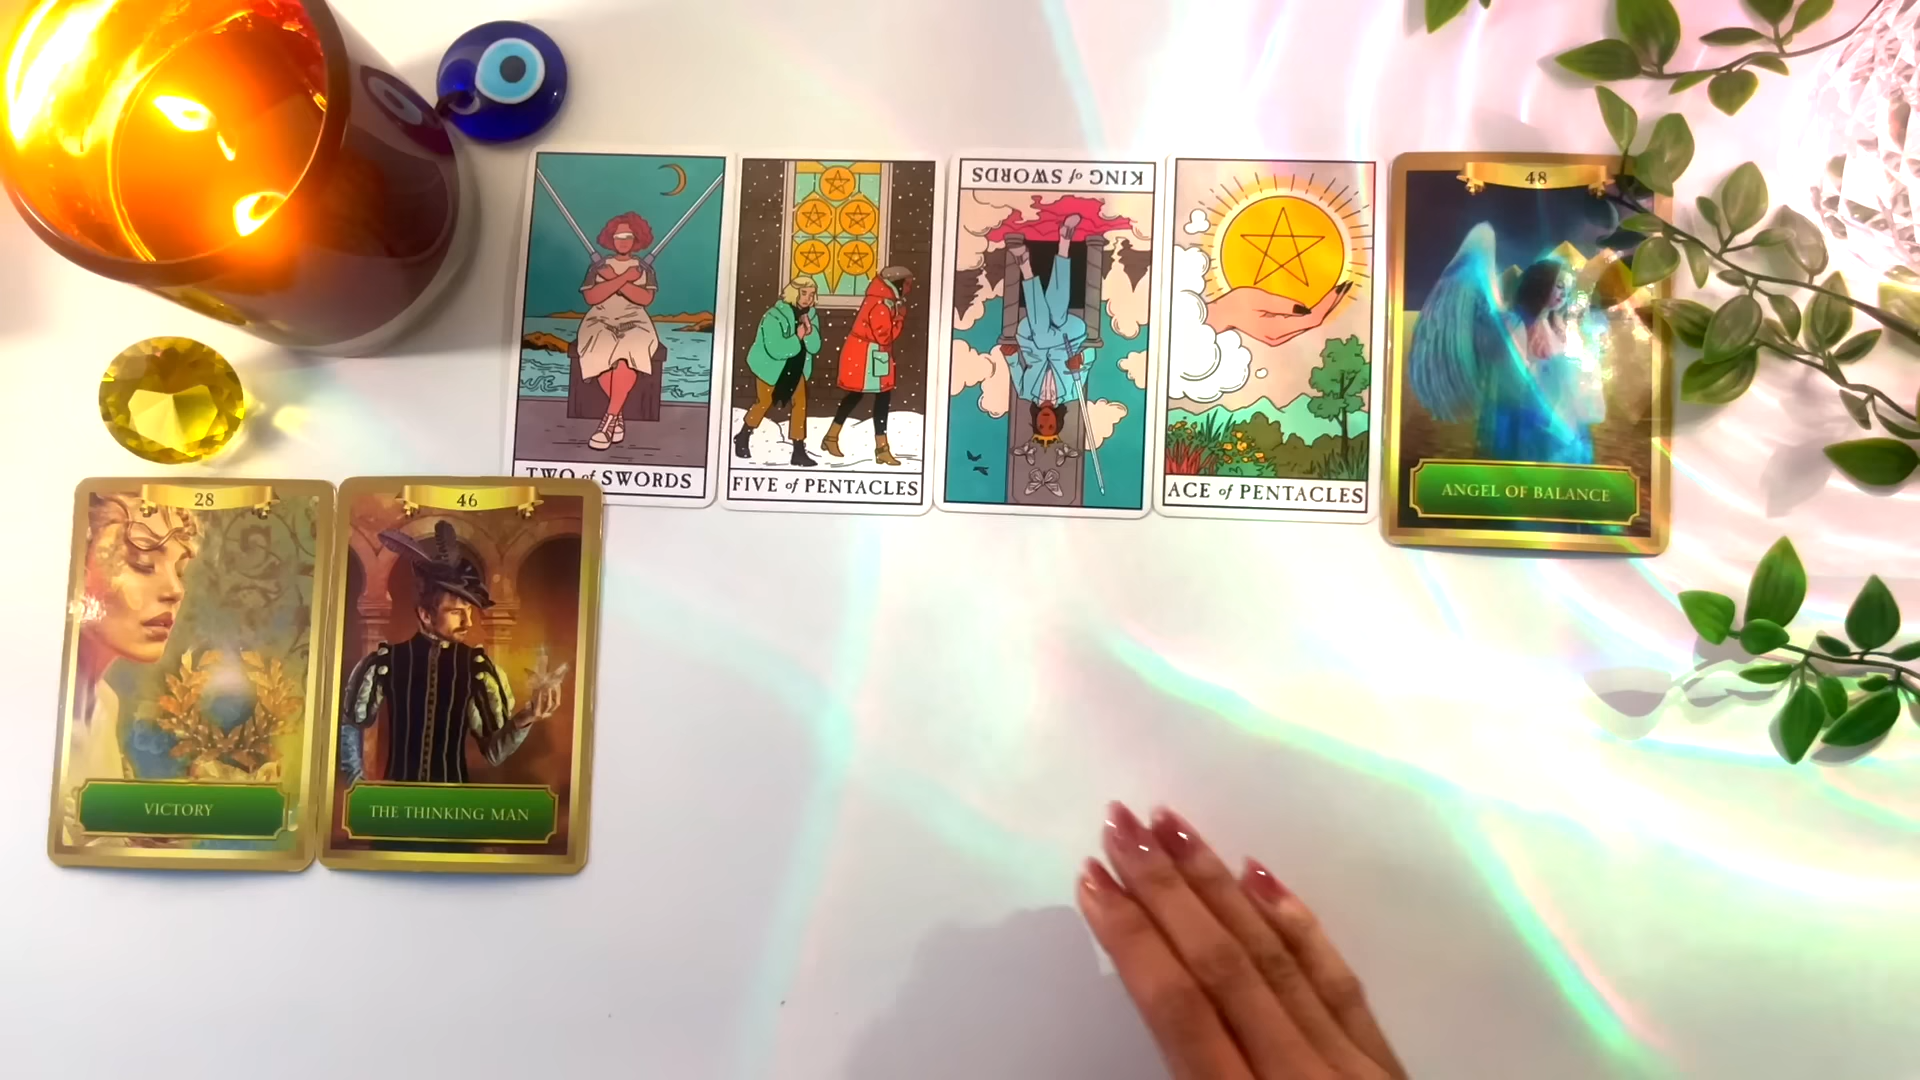 TWO of SWORDS
FIVE of PENTACLES
KING of SWORDS
ACE of PENTACLES
48
ANGEL OF BALANCE
28
VICTORY
46
THE THINKING MAN